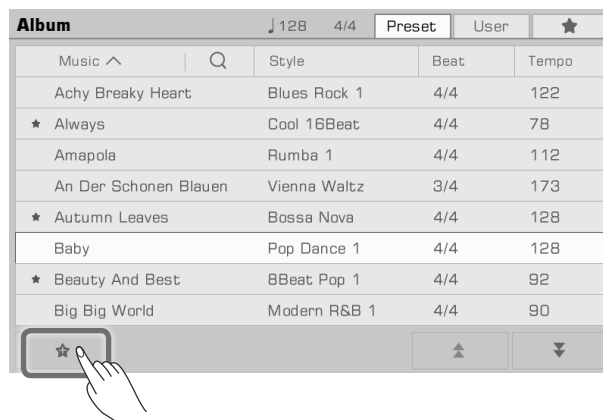 Album 128 4/4 Preset User
Music Style Beat Tempo
Achy Breaky Heart Blues Rock 1 4/4 122
Always Cool 16Beat 4/4 78
Amapola Rumba 1 4/4 112
An Der Schonen Blauen Vienna Waltz 3/4 173
Autumn Leaves Bossa Nova 4/4 128
Baby Pop Dance 1 4/4 128
Beauty And Best 8Beat Pop 1 4/4 92
Big Big World Modern R&B 1 4/4 90